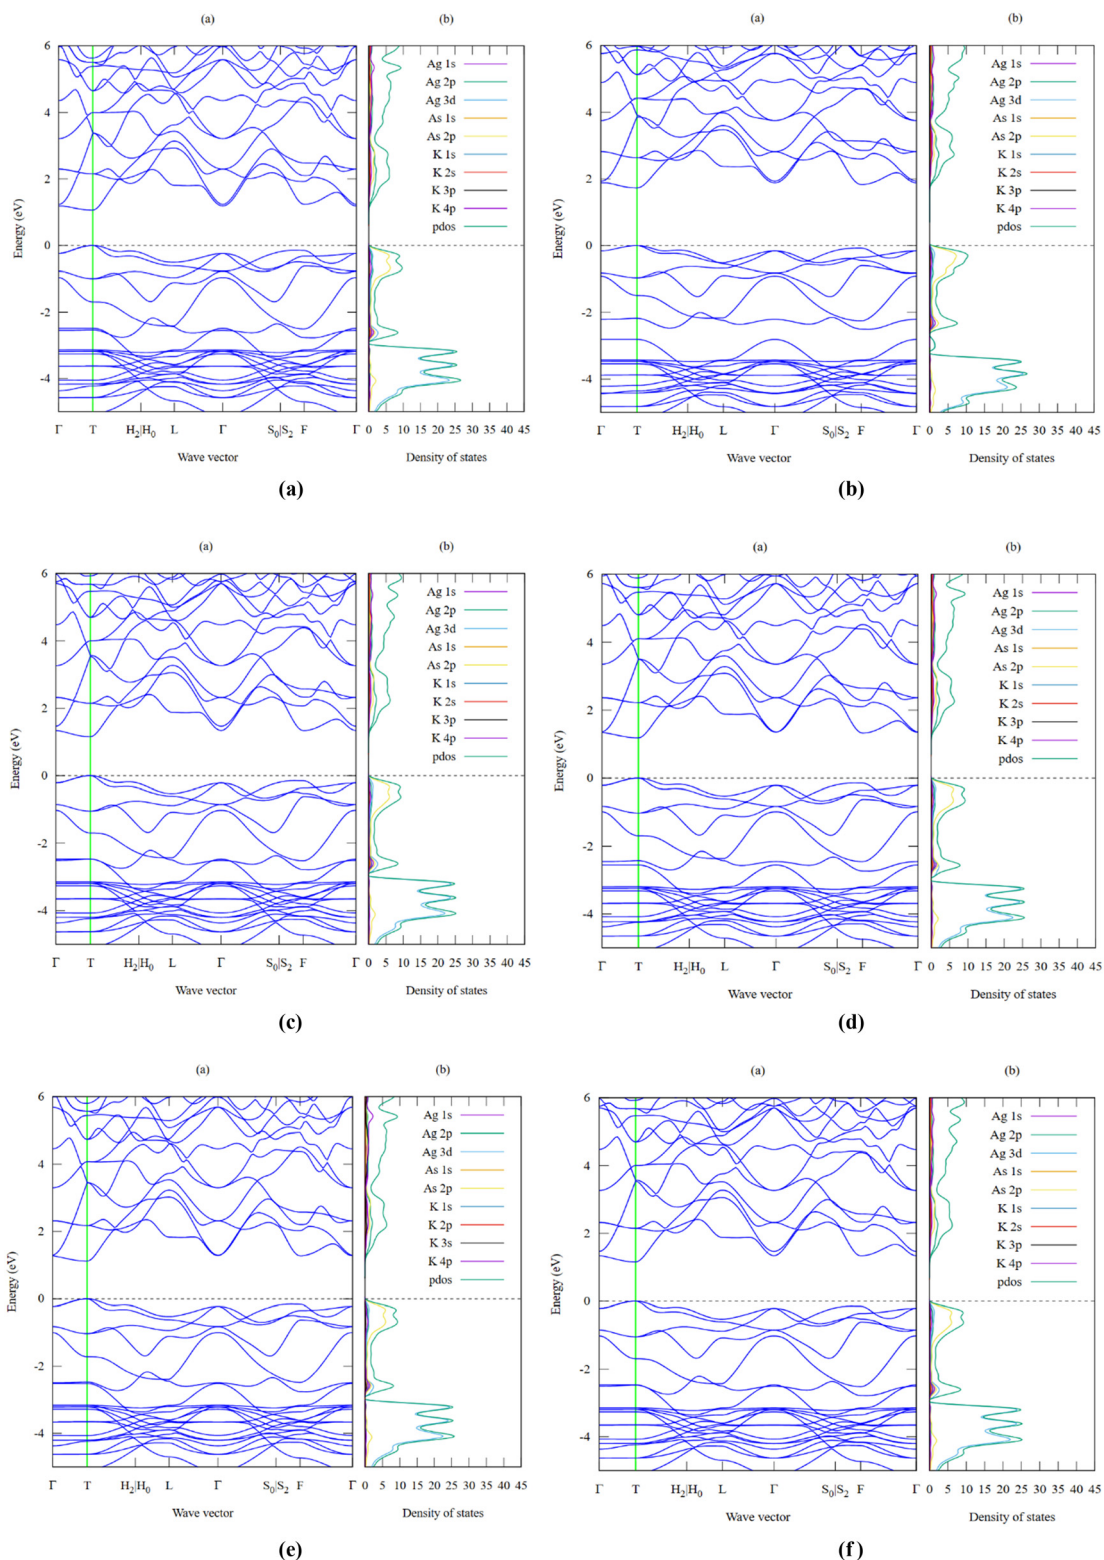 (a) (b)
6
4
2
0
-2
-4
Energy (eV)
Ag 1s
Ag 2p
Ag 3d
As 1s
As 2p
K 1s
K 2s
K 3p
K 4p
pdos
Γ T H₂|H₀ L Γ S₀|S₂ F Γ
0 5 10 15 20 25 30 35 40 45
Wave vector Density of states
(a)
(a) (b)
6
4
2
0
-2
-4
Energy (eV)
Ag 1s
Ag 2p
Ag 3d
As 1s
As 2p
K 1s
K 2s
K 3p
K 4p
pdos
Γ T H₂|H₀ L Γ S₀|S₂ F Γ
0 5 10 15 20 25 30 35 40 45
Wave vector Density of states
(b)
(a) (b)
6
4
2
0
-2
-4
Energy (eV)
Ag 1s
Ag 2p
Ag 3d
As 1s
As 2p
K 1s
K 2s
K 3p
K 4p
pdos
Γ T H₂|H₀ L Γ S₀|S₂ F Γ
0 5 10 15 20 25 30 35 40 45
Wave vector Density of states
(c)
(a) (b)
6
4
2
0
-2
-4
Energy (eV)
Ag 1s
Ag 2p
Ag 3d
As 1s
As 2p
K 1s
K 2s
K 3p
K 4p
pdos
Γ T H₂|H₀ L Γ S₀|S₂ F Γ
0 5 10 15 20 25 30 35 40 45
Wave vector Density of states
(d)
(a) (b)
6
4
2
0
-2
-4
Energy (eV)
Ag 1s
Ag 2p
Ag 3d
As 1s
As 2p
K 1s
K 2p
K 3s
K 4p
pdos
Γ T H₂|H₀ L Γ S₀|S₂ F Γ
0 5 10 15 20 25 30 35 40 45
Wave vector Density of states
(e)
(a) (b)
6
4
2
0
-2
-4
Energy (eV)
Ag 1s
Ag 2p
Ag 3d
As 1s
As 2p
K 1s
K 2s
K 3p
K 4p
pdos
Γ T H₂|H₀ L Γ S₀|S₂ F Γ
0 5 10 15 20 25 30 35 40 45
Wave vector Density of states
(f)